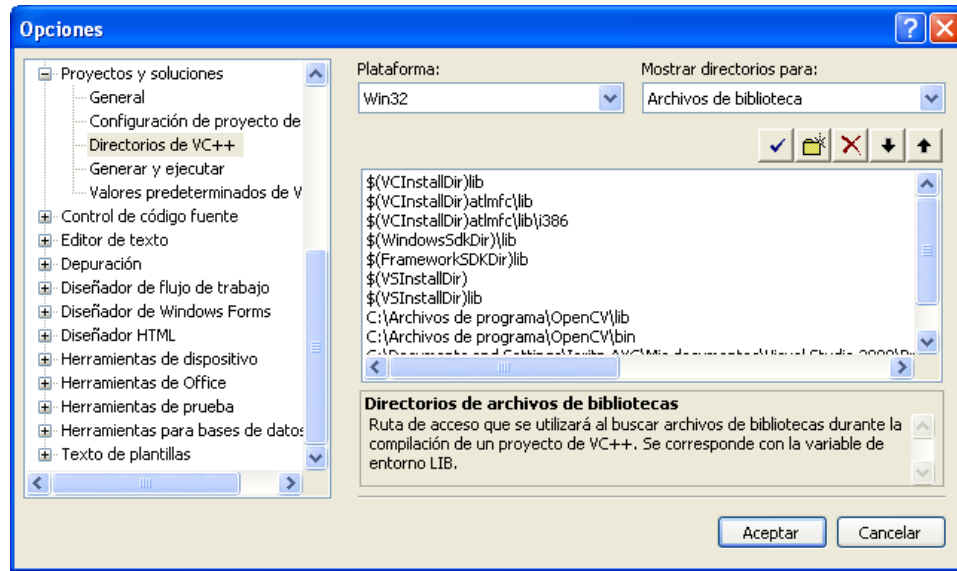 Opciones
Proyectos y soluciones
General
Configuración de proyecto de
Directorios de VC++
Generar y ejecutar
Valores predeterminados de V
Control de código fuente
Editor de texto
Depuración
Diseñador de flujo de trabajo
Diseñador de Windows Forms
Diseñador HTML
Herramientas de dispositivo
Herramientas de Office
Herramientas de prueba
Herramientas para bases de datos
Texto de plantillas
Plataforma:
Win32
Mostrar directorios para:
Archivos de biblioteca
$(VCInstallDir)lib
$(VCInstallDir)atlmfc\lib
$(VCInstallDir)atlmfc\lib\i386
$(WindowsSdkDir)\lib
$(FrameworkSDKDir)lib
$(VSInstallDir)
$(VSInstallDir)lib
C:\Archivos de programa\OpenCV\lib
C:\Archivos de programa\OpenCV\bin
Directorios de archivos de bibliotecas
Ruta de acceso que se utilizará al buscar archivos de bibliotecas durante la
compilación de un proyecto de VC++. Se corresponde con la variable de
entorno LIB.
Aceptar
Cancelar